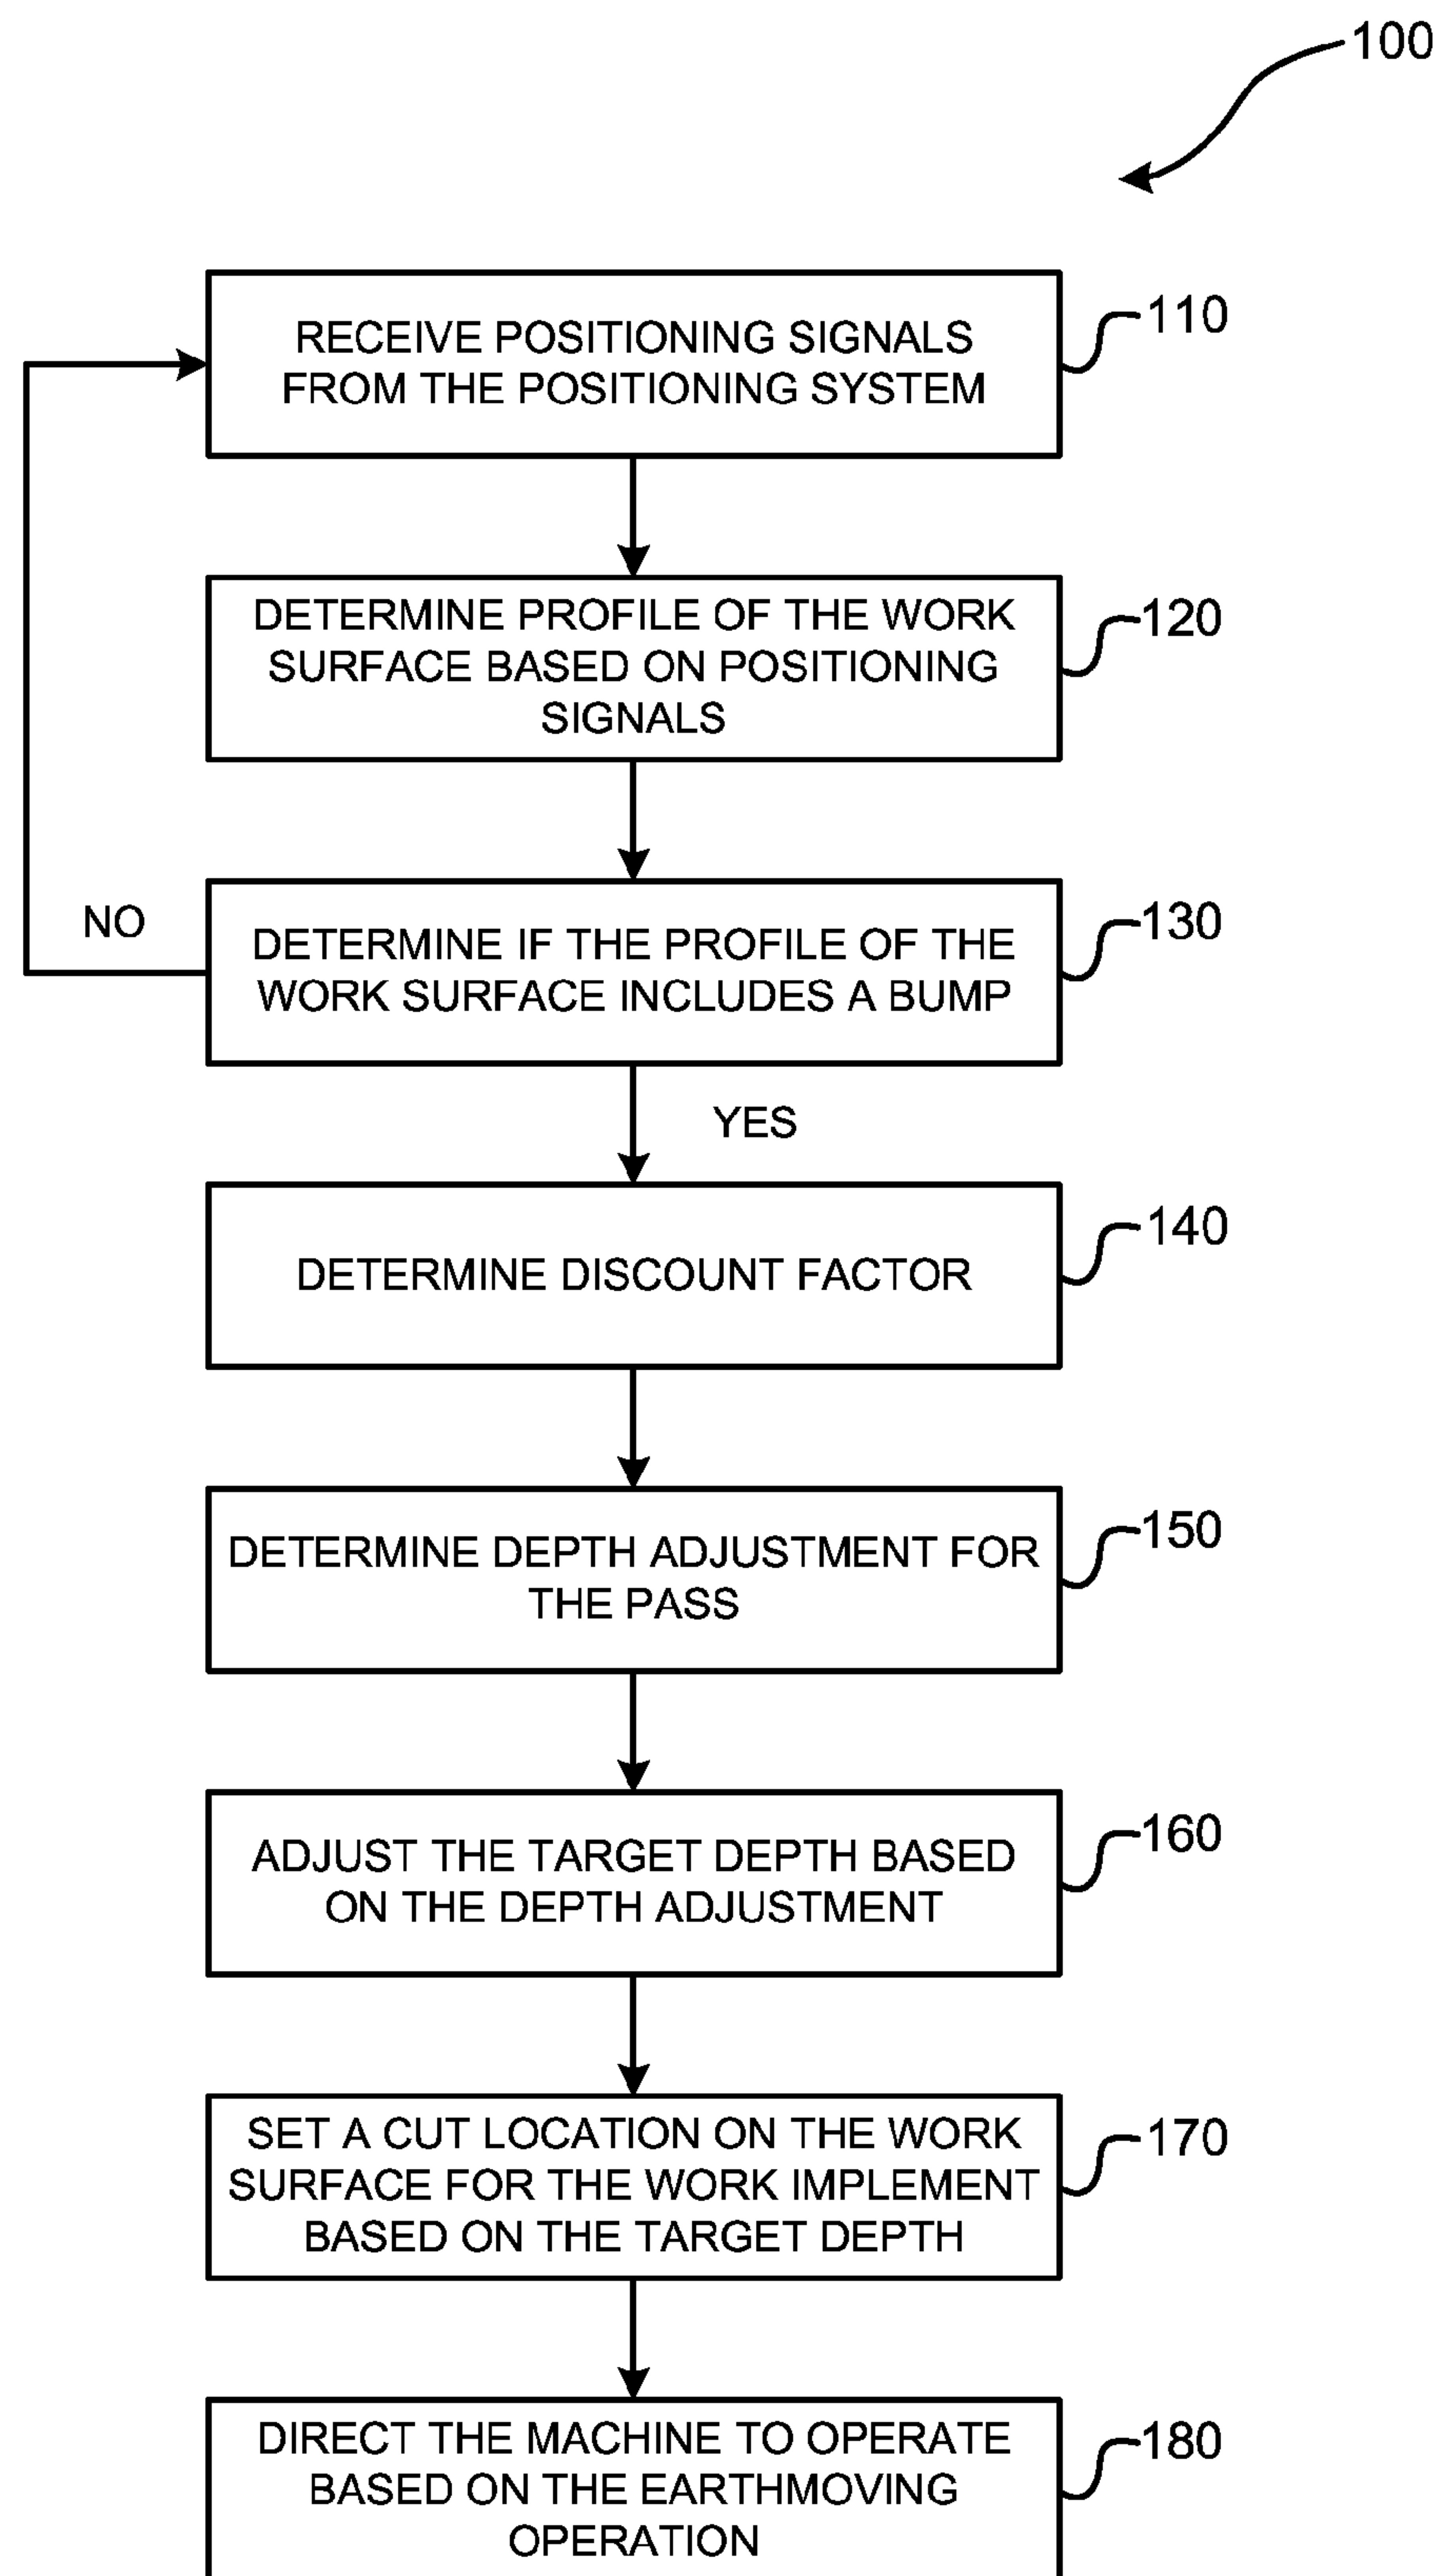 100
RECEIVE POSITIONING SIGNALS
FROM THE POSITIONING SYSTEM
110
DETERMINE PROFILE OF THE WORK
SURFACE BASED ON POSITIONING
SIGNALS
120
DETERMINE IF THE PROFILE OF THE
WORK SURFACE INCLUDES A BUMP
130
NO
YES
DETERMINE DISCOUNT FACTOR
140
DETERMINE DEPTH ADJUSTMENT FOR
THE PASS
150
ADJUST THE TARGET DEPTH BASED
ON THE DEPTH ADJUSTMENT
160
SET A CUT LOCATION ON THE WORK
SURFACE FOR THE WORK IMPLEMENT
BASED ON THE TARGET DEPTH
170
DIRECT THE MACHINE TO OPERATE
BASED ON THE EARTHMOVING
OPERATION
180